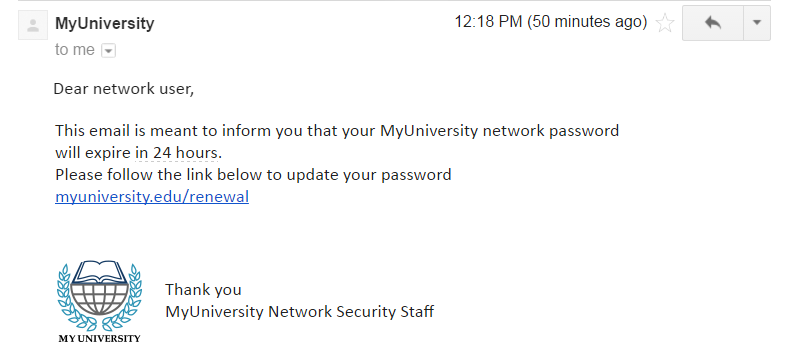 MyUniversity 12:18 PM (50 minutes ago)
to me
Dear network user,
This email is meant to inform you that your MyUniversity network password
will expire in 24 hours.
Please follow the link below to update your password
myuniversity.edu/renewal
Thank you
MyUniversity Network Security Staff
MY UNIVERSITY